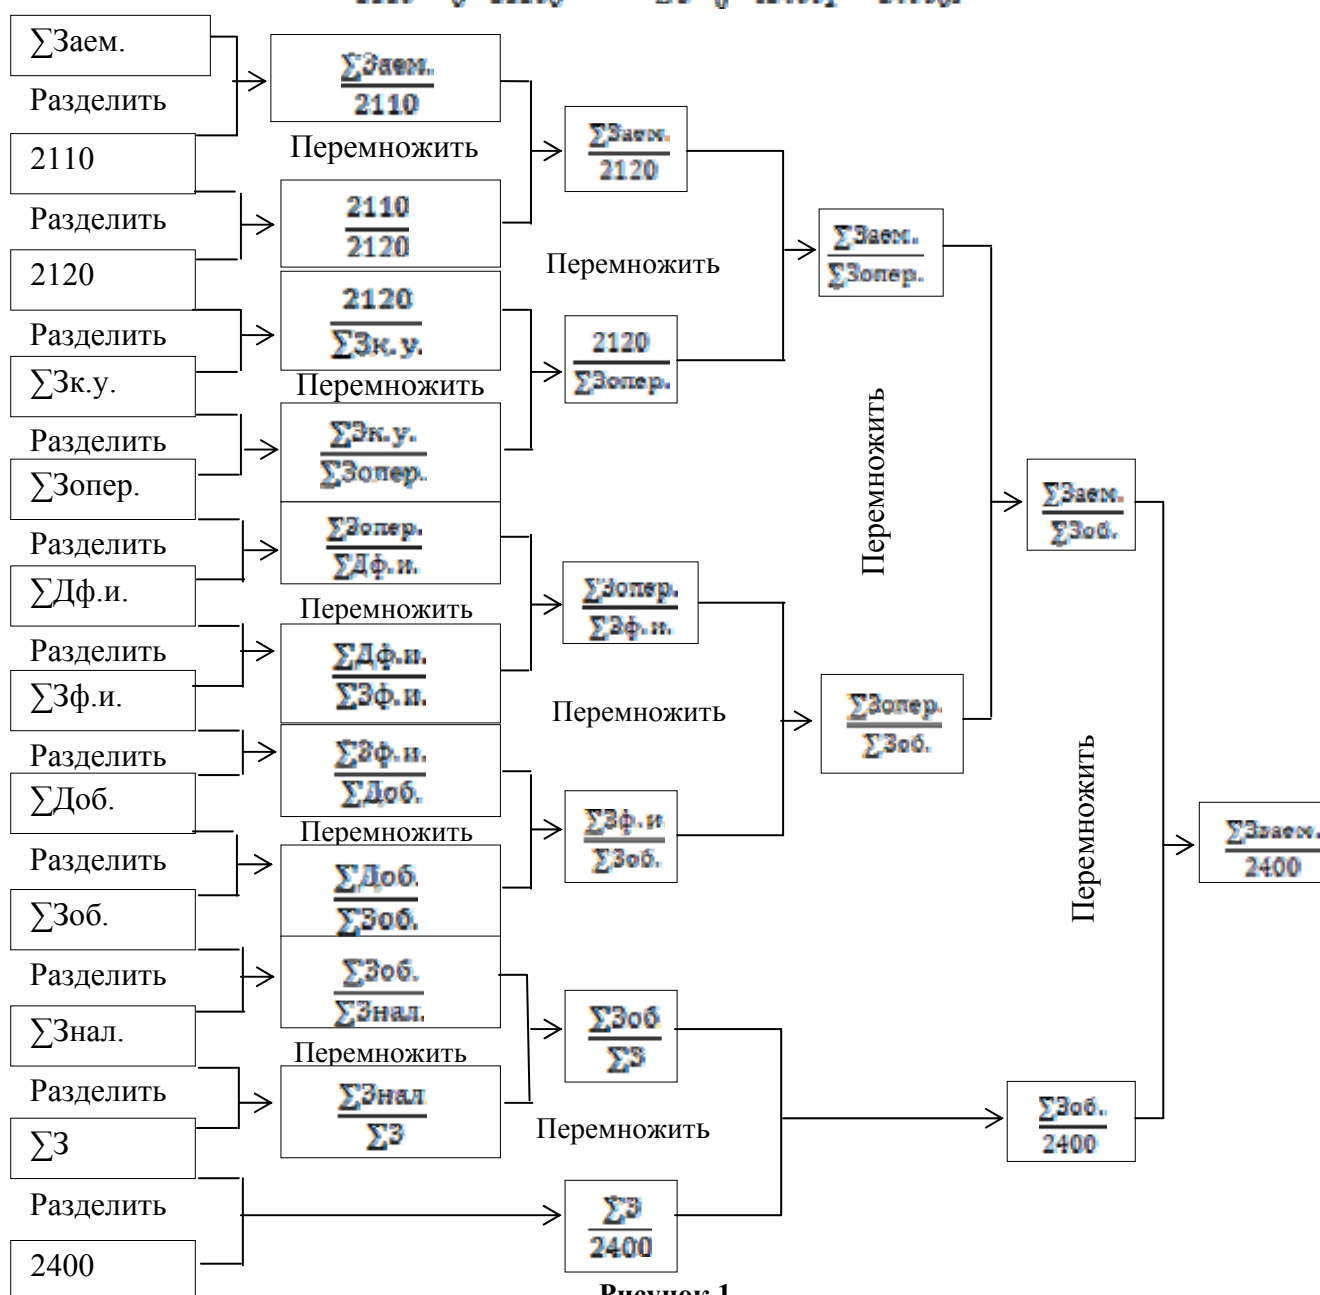 ∑Заем.
Разделить
2110
Разделить
2120
Разделить
∑Зк.у.
Разделить
∑Зопер.
Разделить
∑Дф.и.
Разделить
∑Зф.и.
Разделить
∑Доб.
Разделить
∑Зоб.
Разделить
∑Знал.
Разделить
∑З
Разделить
2400
∑Заем.
2110
Перемножить
2110
2120
2120
∑Зк.у.
Перемножить
∑Зк.у.
∑Зопер.
∑Зопер.
∑Дф.и.
Перемножить
∑Дф.и.
∑Зф.и.
∑Зф.и.
∑Доб.
Перемножить
∑Доб.
∑Зоб.
∑Зоб.
∑Знал.
Перемножить
∑Знал
∑З
∑Заем.
2120
Перемножить
2120
∑Зопер.
∑Зопер.
∑Зф.и.
Перемножить
∑Зф.и
∑Зоб.
∑Зоб
∑З
Перемножить
∑З
2400
∑Заем.
∑Зопер.
Перемножить
∑Зопер.
∑Зоб.
∑Заем.
∑Зоб.
Перемножить
∑Зоб.
2400
∑Зваем.
2400
Рисунок 1